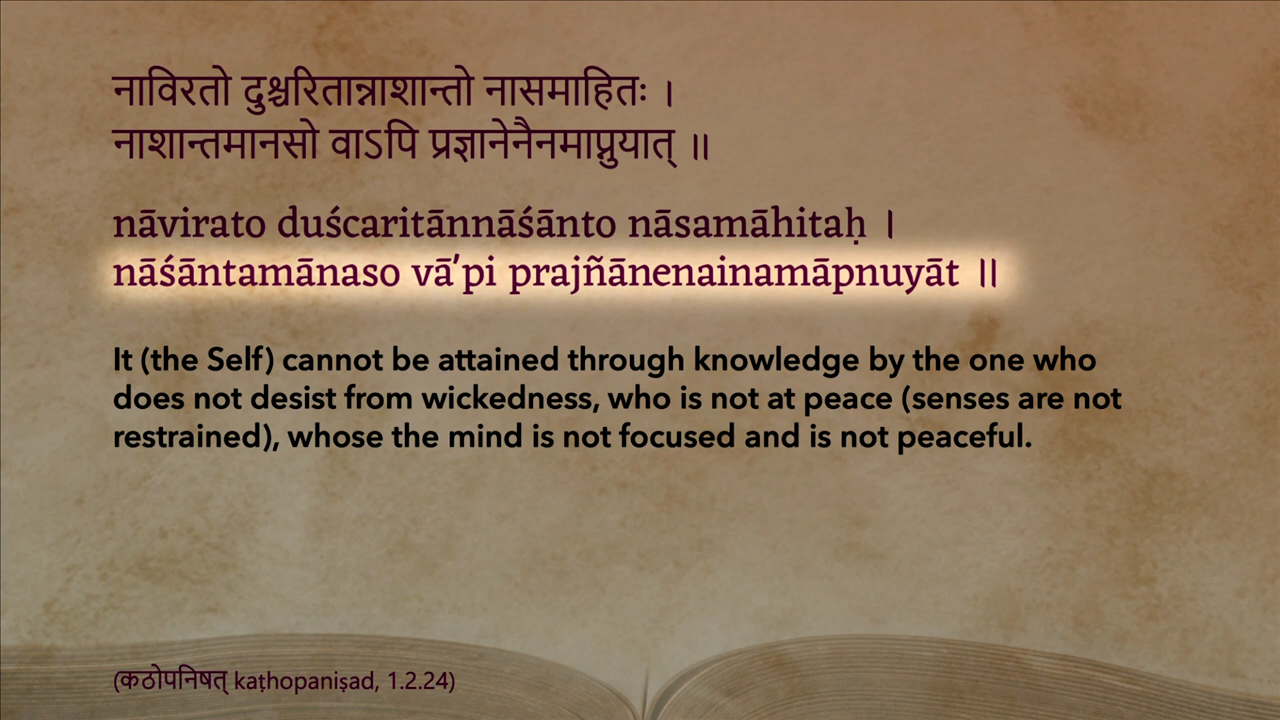 नाविरतो दुश्चरितान्नाशान्तो नासमाहितः ।
नाशान्तमानसो वाऽपि प्रज्ञानेनैनमाप्नुयात् ॥
nāvirato duścaritānnāśānto nāsamāhitaḥ ।
nāśāntamānaso vā’pi prajñānenainamāpnuyāt ॥
It (the Self) cannot be attained through knowledge by the one who
does not desist from wickedness, who is not at peace (senses are not
restrained), whose the mind is not focused and is not peaceful.
(कठोपनिषत् kaṭhopaniṣad, 1.2.24)